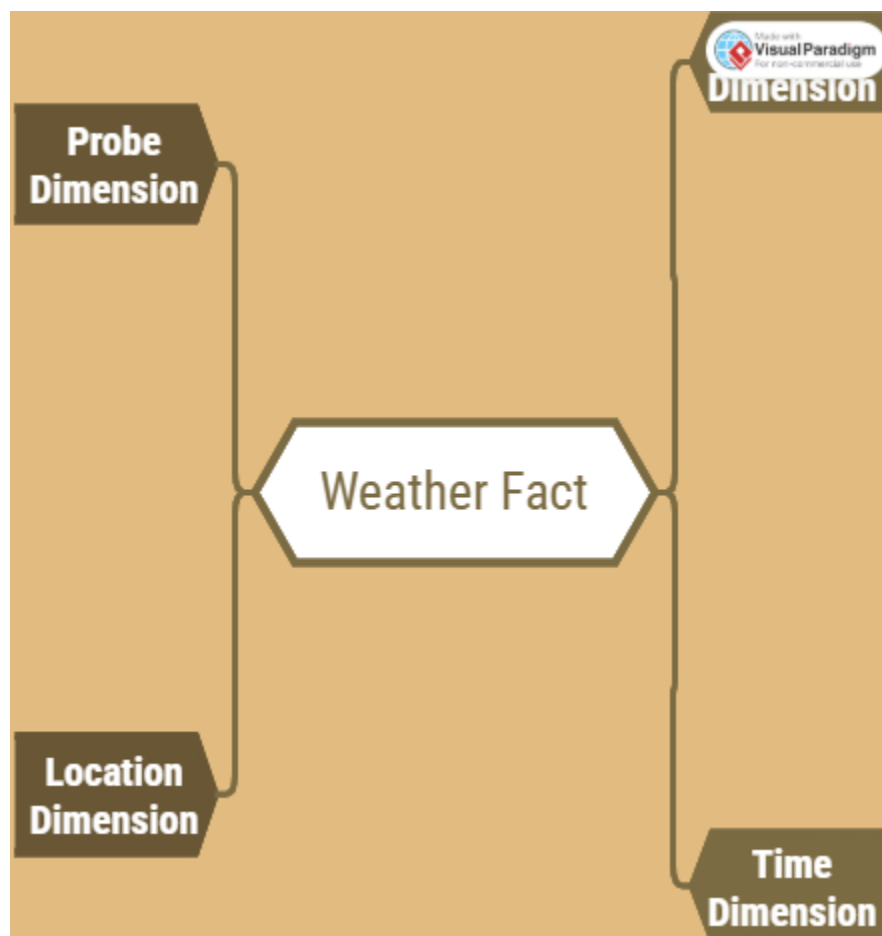 Made with
Visual Paradigm
For non-commercial use
Dimension
Probe
Dimension
Weather Fact
Location
Dimension
Time
Dimension